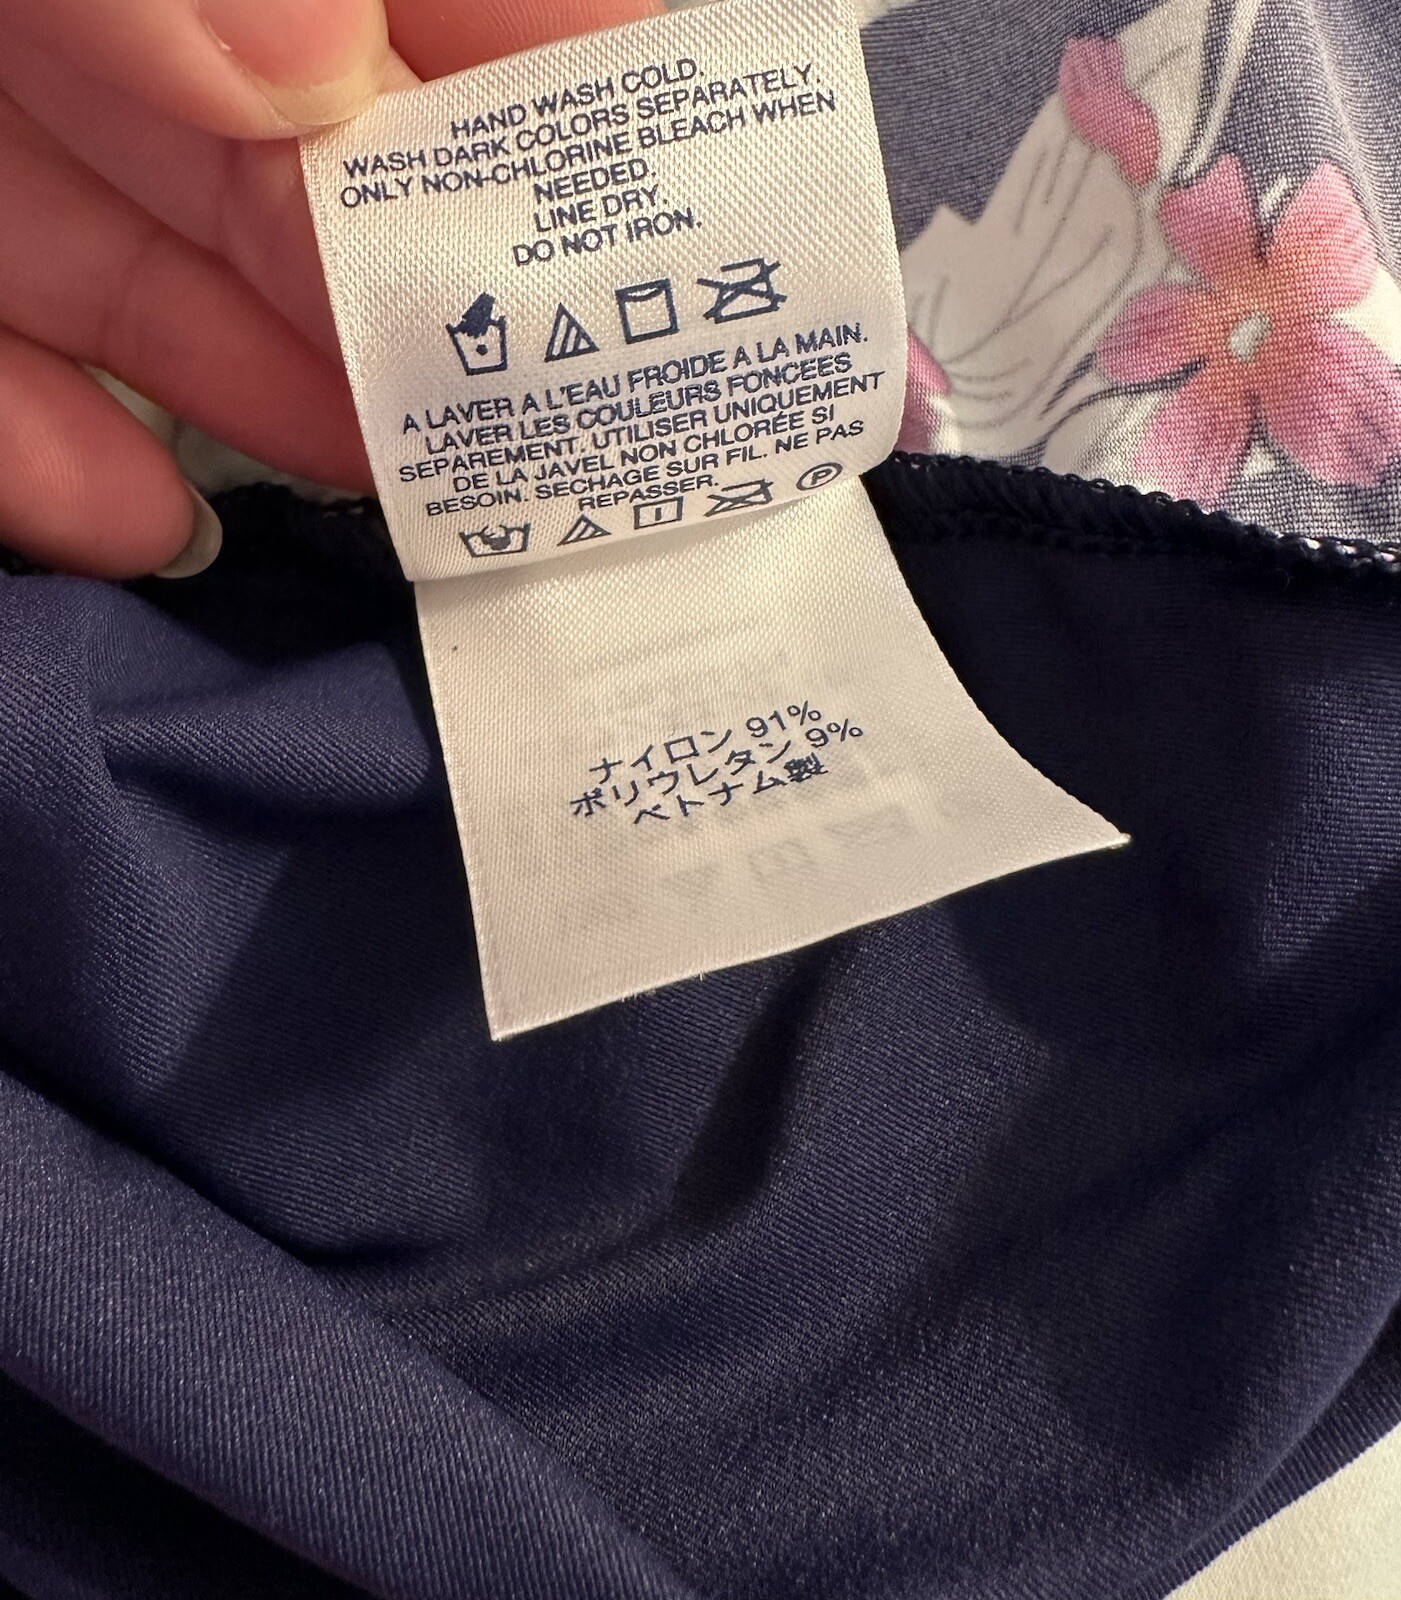 HAND WASH COLD.
WASH DARK COLORS SEPARATELY.
ONLY NON-CHLORINE BLEACH WHEN
NEEDED.
LINE DRY.
DO NOT IRON.
A LAVER A L'EAU FROIDE A LA MAIN.
LAVER LES COULEURS FONCEES
SEPAREMENT. UTILISER UNIQUEMENT
DE LA JAVEL NON CHLORÉE SI
BESOIN. SECHAGE SUR FIL. NE PAS
REPASSER.
P
ナイロン 91%
ポリウレタン 9%
ベトナム製